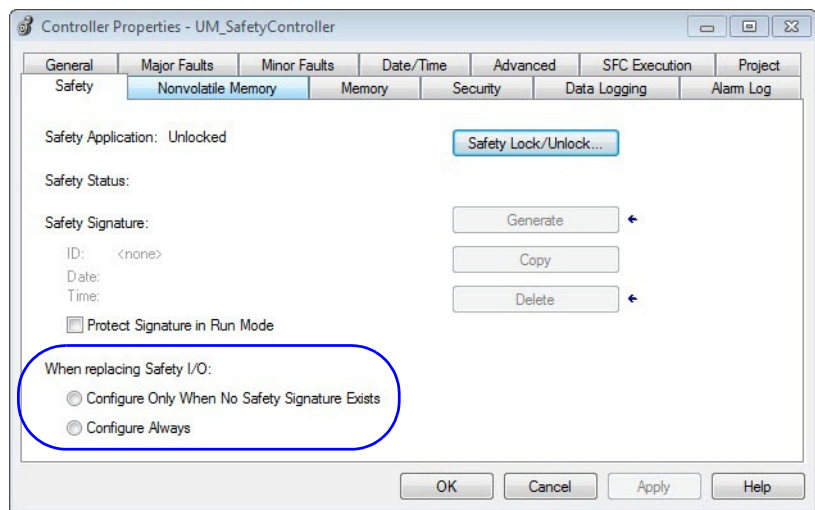 Controller Properties - UM_SafetyController
General Major Faults Minor Faults Date/Time Advanced SFC Execution Project
Safety Nonvolatile Memory Memory Security Data Logging Alarm Log
Safety Application: Unlocked Safety Lock/Unlock...
Safety Status:
Safety Signature: Generate
ID: <none>
Copy
Date:
Time: Delete
Protect Signature in Run Mode
When replacing Safety I/O:
Configure Only When No Safety Signature Exists
Configure Always
OK Cancel Apply Help